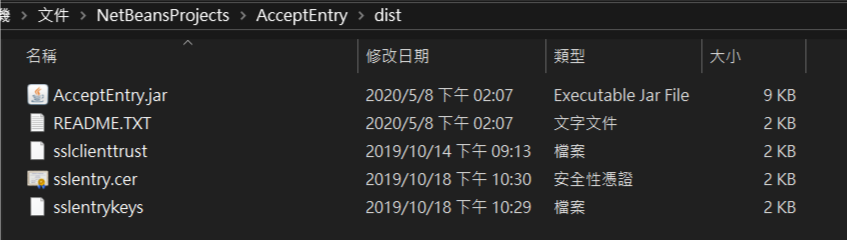 機 > 文件 > NetBeansProjects > AcceptEntry > dist
名稱 修改日期 類型 大小
AcceptEntry.jar 2020/5/8 下午 02:07 Executable Jar File 9 KB
README.TXT 2020/5/8 下午 02:07 文字文件 2 KB
sslclienttrust 2019/10/14 下午 09:13 檔案 2 KB
sslentry.cer 2019/10/18 下午 10:30 安全性憑證 2 KB
sslentrykeys 2019/10/18 下午 10:29 檔案 2 KB